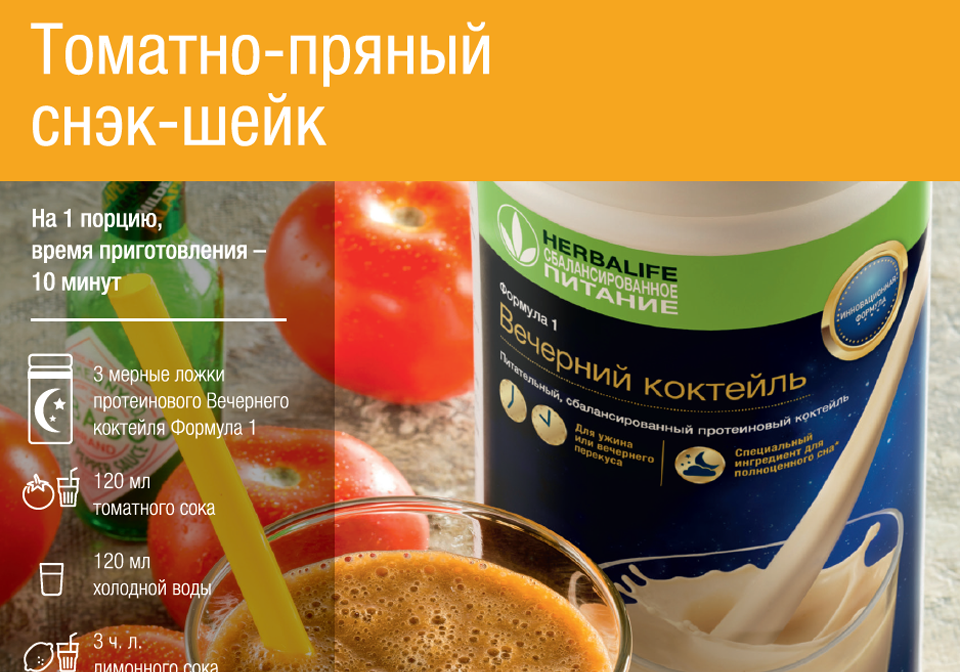 Томатно-пряный
снэк-шейк
На 1 порцию,
время приготовления –
10 минут
3 мерные ложки
протеинового Вечернего
коктейля Формула 1
120 мл
томатного сока
120 мл
холодной воды
3 ч. л.
лимонного сока
HERBALIFE
СБАЛАНСИРОВАННОЕ
ПИТАНИЕ
ИННОВАЦИОННАЯ
ФОРМУЛА
Формула 1
Вечерний коктейль
Питательный, сбалансированный протеиновый коктейль
Для ужина
или вечернего
перекуса
Специальный
ингредиент для
полноценного сна*